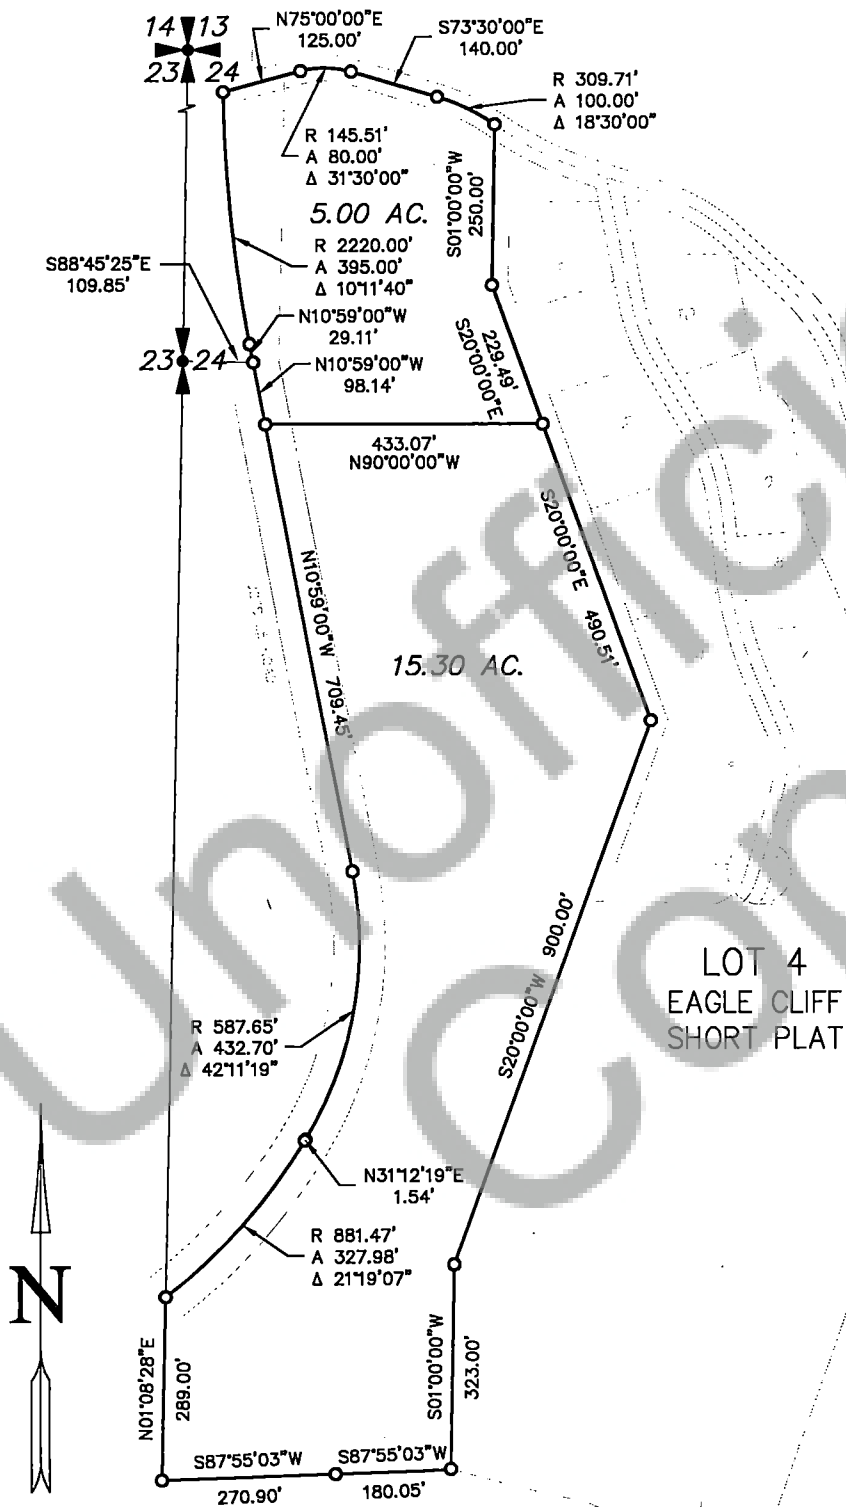 14 13
23 24
N75°00'00"E
125.00'
S73°30'00"E
140.00'
R 309.71'
A 100.00'
Δ 18°30'00"
R 145.51'
A 80.00'
Δ 31°30'00"
S01°00'00"W
250.00'
5.00 AC.
R 2220.00'
A 395.00'
Δ 10°11'40"
S88°45'25"E
109.85'
N10°59'00"W
29.11'
23 24
N10°59'00"W
98.14'
229.49'
S20°00'00"E
433.07'
N90°00'00"W
S20°00'00"E 490.51'
N10°59'00"W 709.45'
15.30 AC.
S20°00'00"W 900.00'
LOT 4
EAGLE CLIFF
SHORT PLAT
R 587.65'
A 432.70'
Δ 42°11'19"
N31°12'19"E
1.54'
R 881.47'
A 327.98'
Δ 21°19'07"
N
N01°08'28"E
289.00'
S01°00'00"W
323.00'
S87°55'03"W
270.90'
S87°55'03"W
180.05'